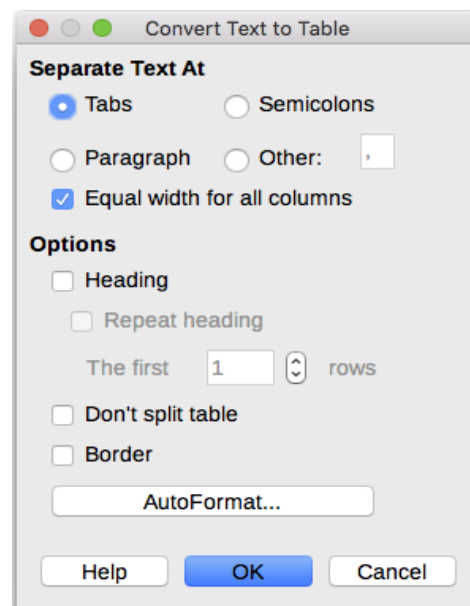 Convert Text to Table
Separate Text At
Tabs Semicolons
Paragraph Other: ,
Equal width for all columns
Options
Heading
Repeat heading
The first 1 rows
Don't split table
Border
AutoFormat...
Help OK Cancel